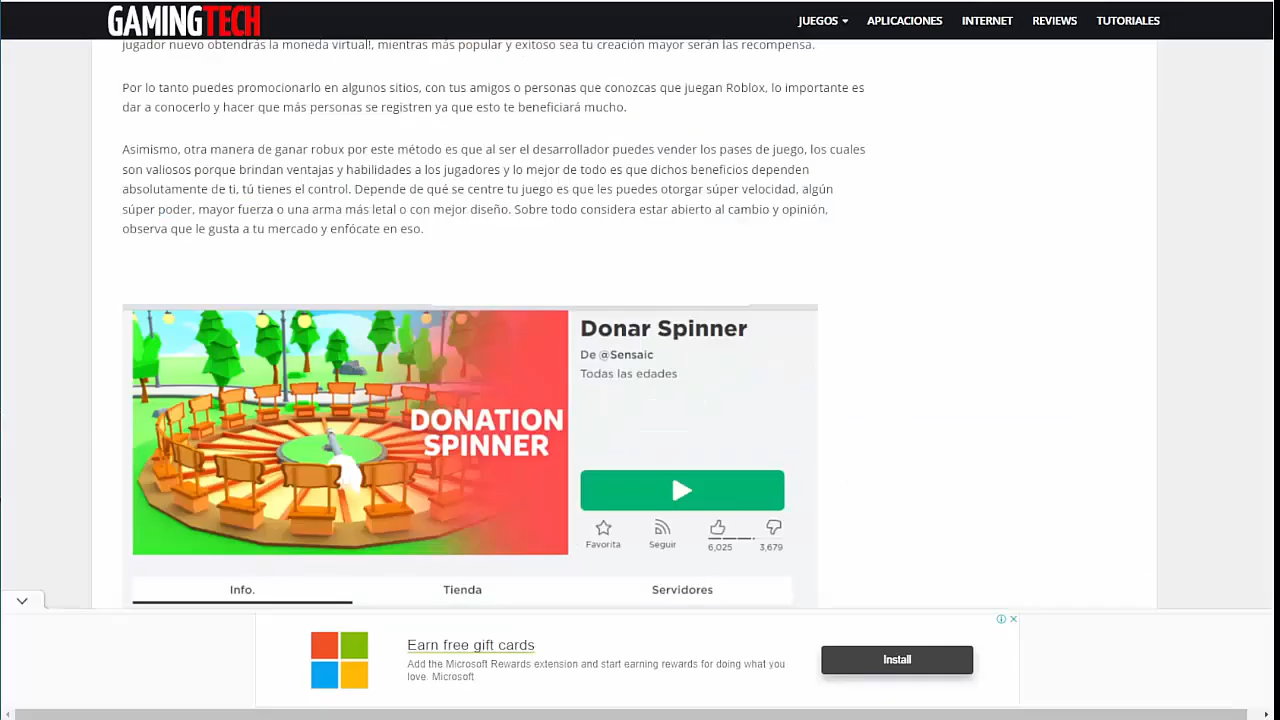 GAMINGTECH
JUEGOS APLICACIONES INTERNET REVIEWS TUTORIALES
jugador nuevo obtendrás la moneda virtual!, mientras más popular y exitoso sea tu creación mayor serán las recompensa.
Por lo tanto puedes promocionarlo en algunos sitios, con tus amigos o personas que conozcas que juegan Roblox, lo importante es
dar a conocerlo y hacer que más personas se registren ya que esto te beneficiará mucho.
Asimismo, otra manera de ganar robux por este método es que al ser el desarrollador puedes vender los pases de juego, los cuales
son valiosos porque brindan ventajas y habilidades a los jugadores y lo mejor de todo es que dichos beneficios dependen
absolutamente de ti, tú tienes el control. Depende de qué se centre tu juego es que les puedes otorgar súper velocidad, algún
súper poder, mayor fuerza o una arma más letal o con mejor diseño. Sobre todo considera estar abierto al cambio y opinión,
observa que le gusta a tu mercado y enfócate en eso.
DONATION
SPINNER
Donar Spinner
De @Sensaic
Todas las edades
Favorita Seguir 6,025 3,679
Info. Tienda Servidores
Earn free gift cards
Add the Microsoft Rewards extension and start earning rewards for doing what you
love. Microsoft
Install